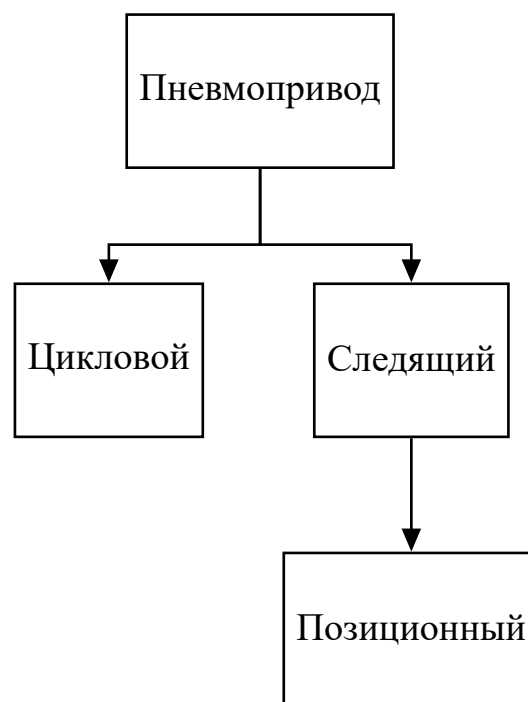 Пневмопривод
Цикловой
Следящий
Позиционный